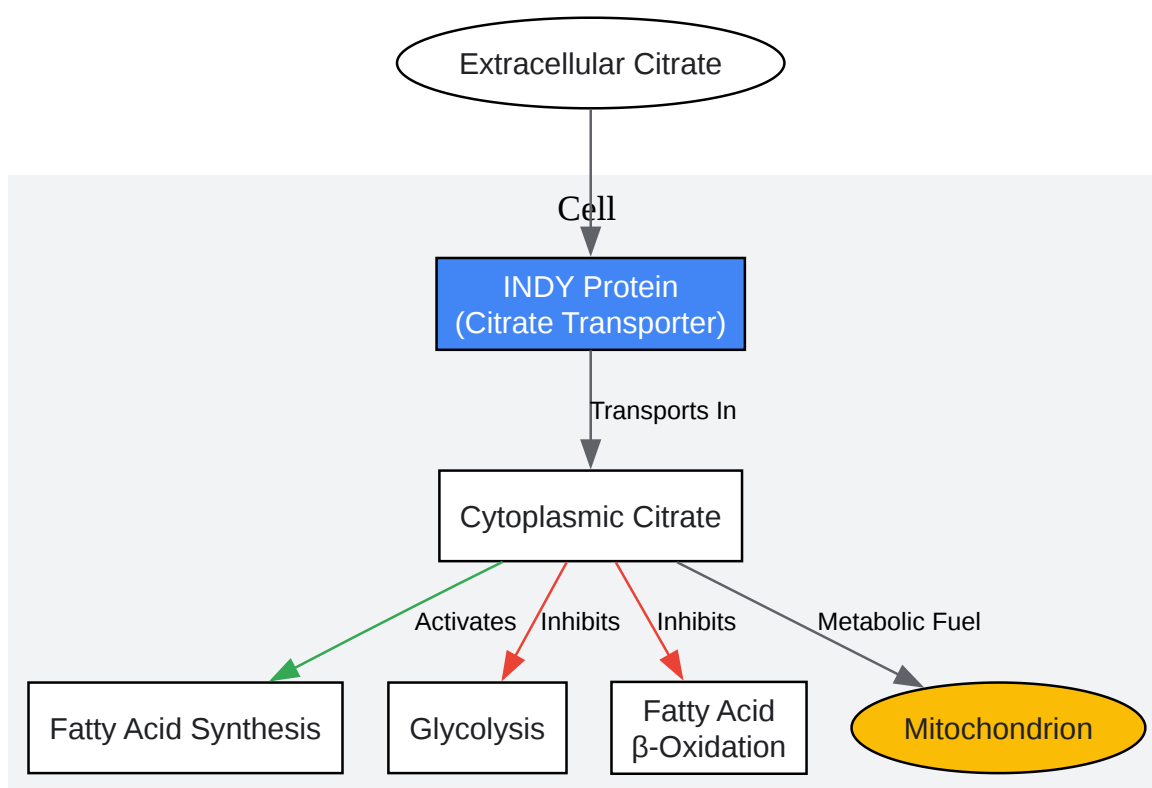 Extracellular Citrate
Cell
INDY Protein
(Citrate Transporter)
Transports In
Cytoplasmic Citrate
Activates
Inhibits
Inhibits
Metabolic Fuel
Fatty Acid Synthesis
Glycolysis
Fatty Acid
β-Oxidation
Mitochondrion